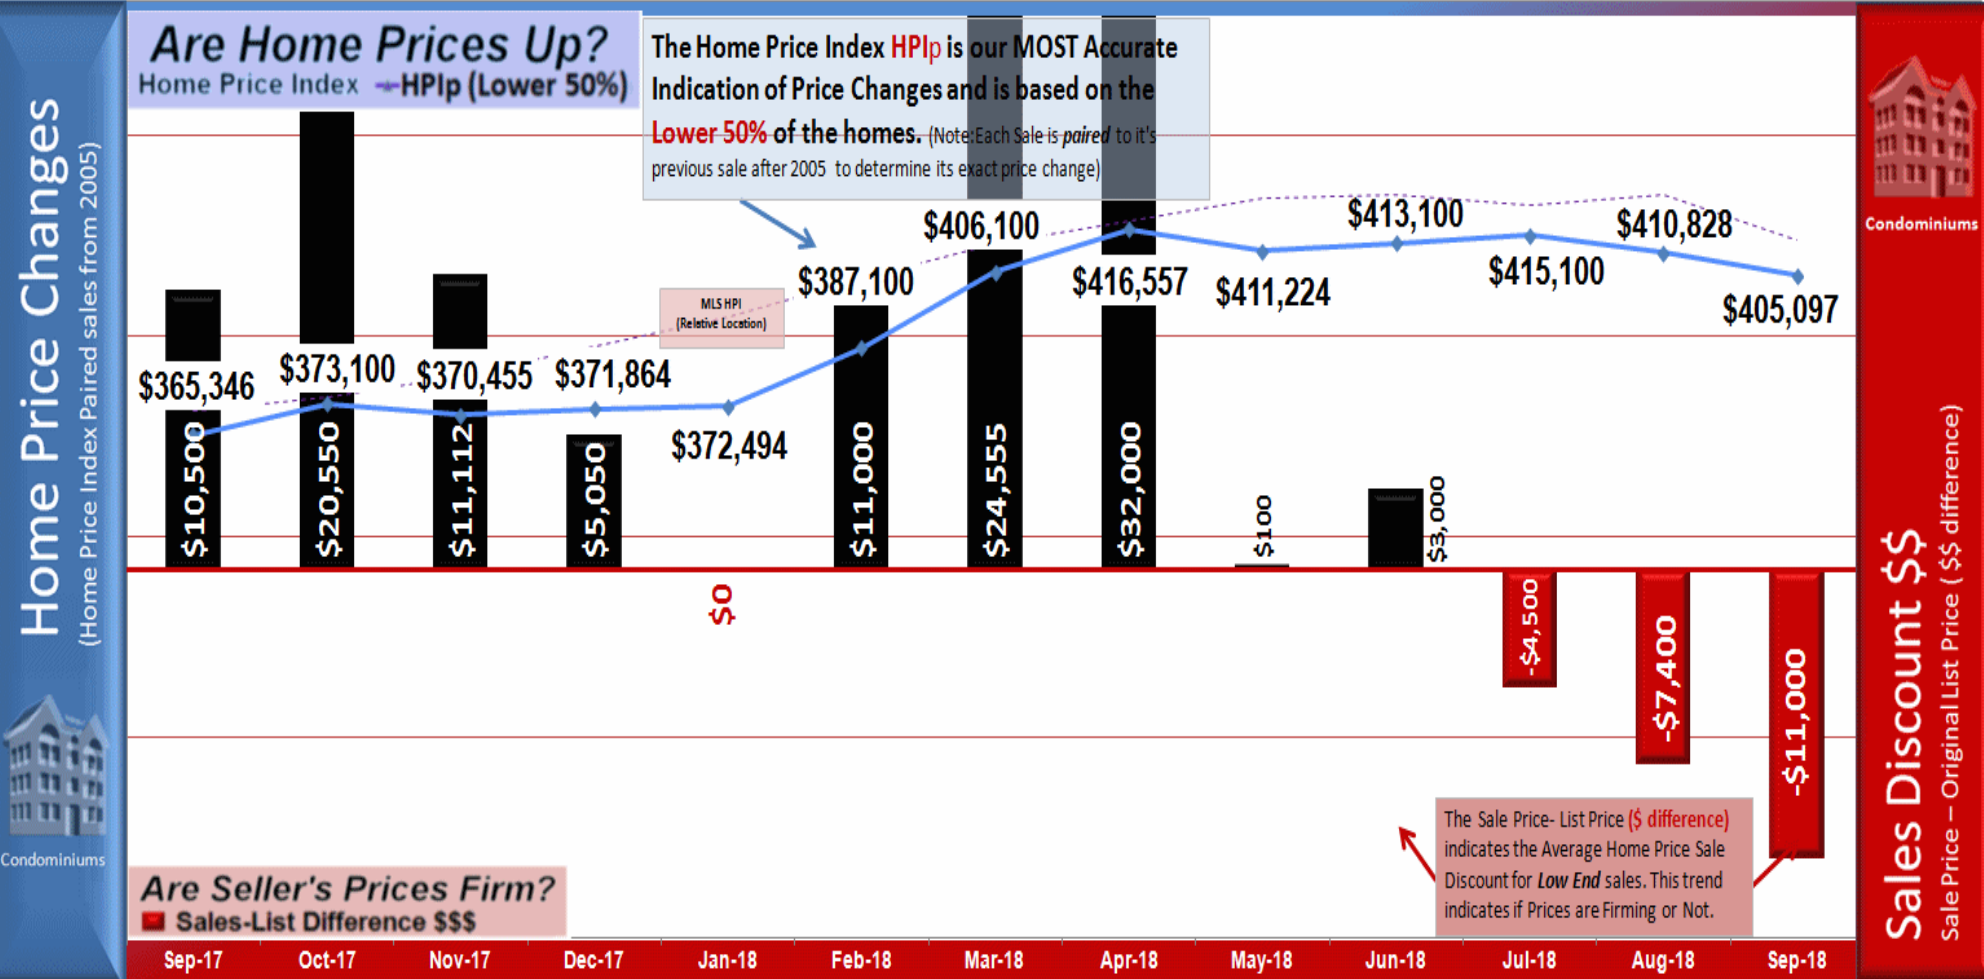 Home Price Changes
(Home Price Index Paired sales from 2005)
Condominiums
Are Home Prices Up?
Home Price Index HPIp (Lower 50%)
The Home Price Index HPIp is our MOST Accurate
Indication of Price Changes and is based on the
Lower 50% of the homes. (Note:Each Sale is paired to it's
previous sale after 2005 to determine its exact price change)
MLS HPI
(Relative Location)
$365,346
$373,100
$370,455
$371,864
$372,494
$387,100
$406,100
$416,557
$411,224
$413,100
$415,100
$410,828
$405,097
$10,500
$20,550
$11,112
$5,050
$0
$11,000
$24,555
$32,000
$100
$3,000
-$4,500
-$7,400
-$11,000
The Sale Price- List Price ($ difference)
indicates the Average Home Price Sale
Discount for Low End sales. This trend
indicates if Prices are Firming or Not.
Are Seller's Prices Firm?
Sales-List Difference $$$
Sep-17 Oct-17 Nov-17 Dec-17 Jan-18 Feb-18 Mar-18 Apr-18 May-18 Jun-18 Jul-18 Aug-18 Sep-18
Condominiums
Sales Discount $$
Sale Price – Original List Price ( $$ difference)